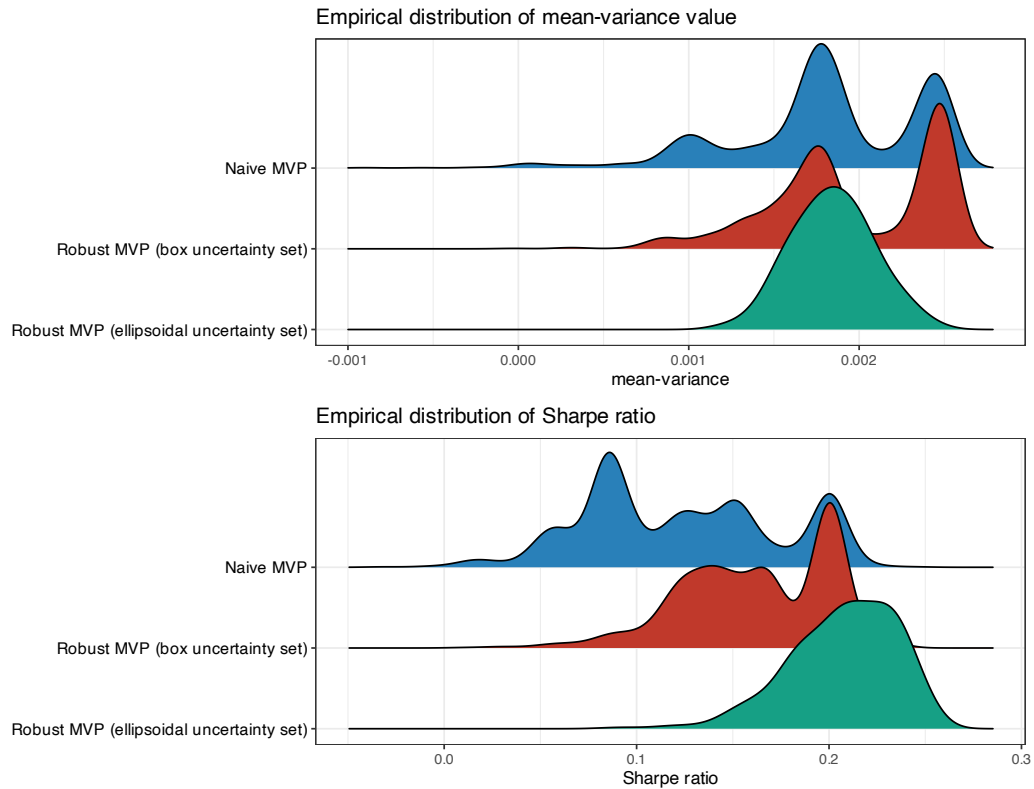 Empirical distribution of mean-variance value
Naive MVP
Robust MVP (box uncertainty set)
Robust MVP (ellipsoidal uncertainty set)
-0.001 0.000 0.001 0.002
mean-variance
Empirical distribution of Sharpe ratio
Naive MVP
Robust MVP (box uncertainty set)
Robust MVP (ellipsoidal uncertainty set)
0.0 0.1 0.2 0.3
Sharpe ratio